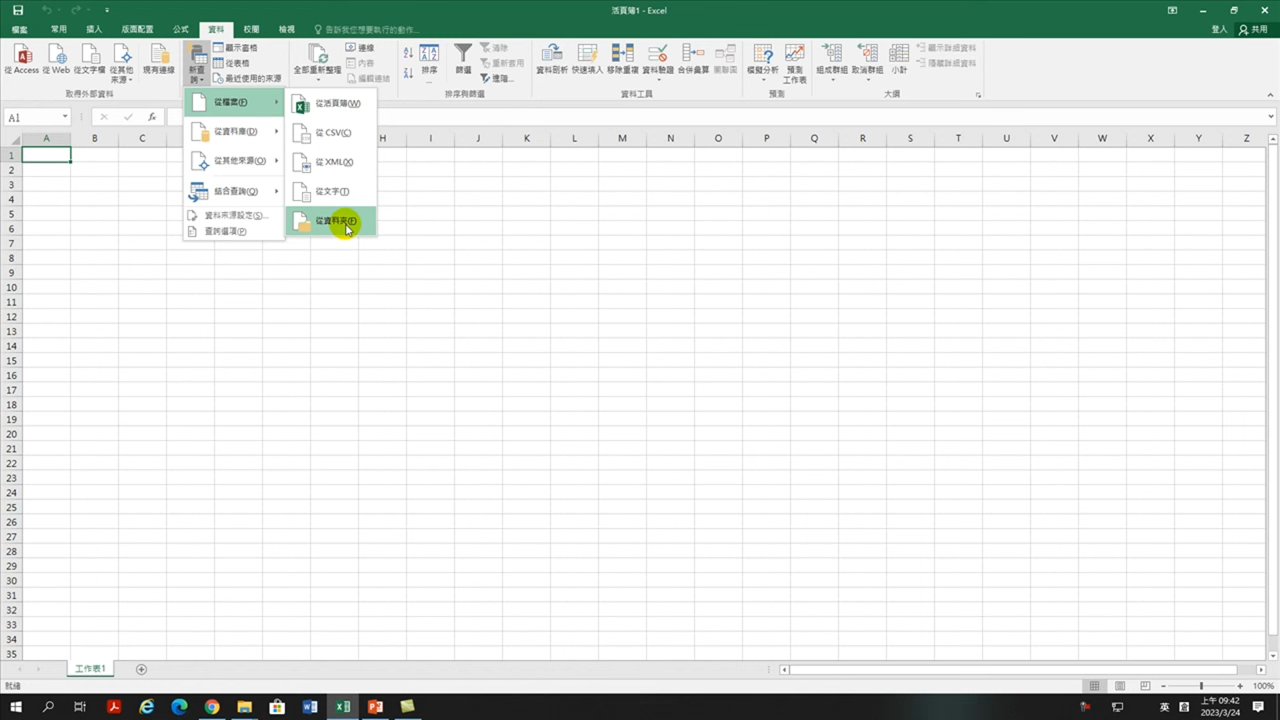 活頁簿1 - Excel
檔案 常用 插入 版面配置 公式 資料 校閱 檢視 告訴我您想要執行的動作... 登入 共用
從 Access 從 Web 從文字檔 從其他來源 現有連線
新查詢 顯示查詢 從表格 最近使用的來源
全部重新整理 連線 內容 編輯連結
排序 篩選 清除 重新套用 進階...
資料剖析 快速填入 移除重複 資料驗證 合併彙算 關聯圖
模擬分析 預測工作表
組成群組 取消群組 小計 顯示詳細資料 隱藏詳細資料
取得外部資料 排序與篩選 資料工具 預測 大綱
從檔案(F)
從資料庫(D)
從其他來源(O)
結合查詢(Q)
資料來源設定(S)...
查詢選項(P)
從活頁簿(W)
從 CSV(C)
從 XML(X)
從文字(T)
從資料夾(F)
A1 fx
A B C H I J K L M N O P Q R S T U V W X Y Z
1
2
3
4
5
6
7
8
9
10
11
12
13
14
15
16
17
18
19
20
21
22
23
24
25
26
27
28
29
30
31
32
33
34
35
工作表1
就緒 100%
英
上午 09:42
2023/3/24